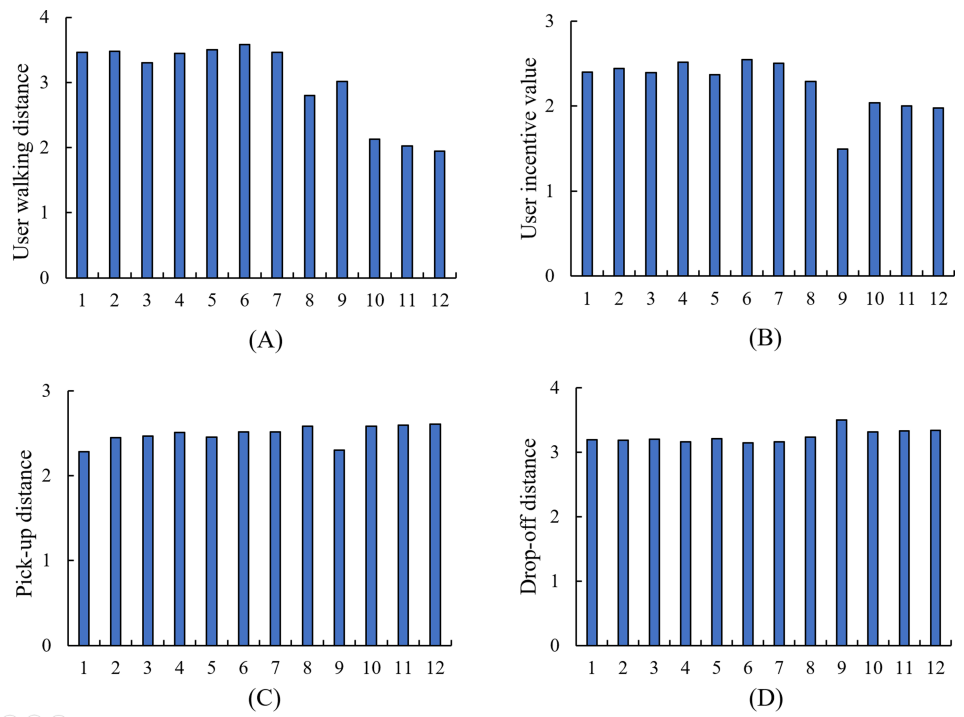 User walking distance
4
3
2
1
0
1 2 3 4 5 6 7 8 9 10 11 12
(A)
User incentive value
3
2
1
0
1 2 3 4 5 6 7 8 9 10 11 12
(B)
Pick-up distance
3
2
1
0
1 2 3 4 5 6 7 8 9 10 11 12
(C)
Drop-off distance
4
3
2
1
0
1 2 3 4 5 6 7 8 9 10 11 12
(D)